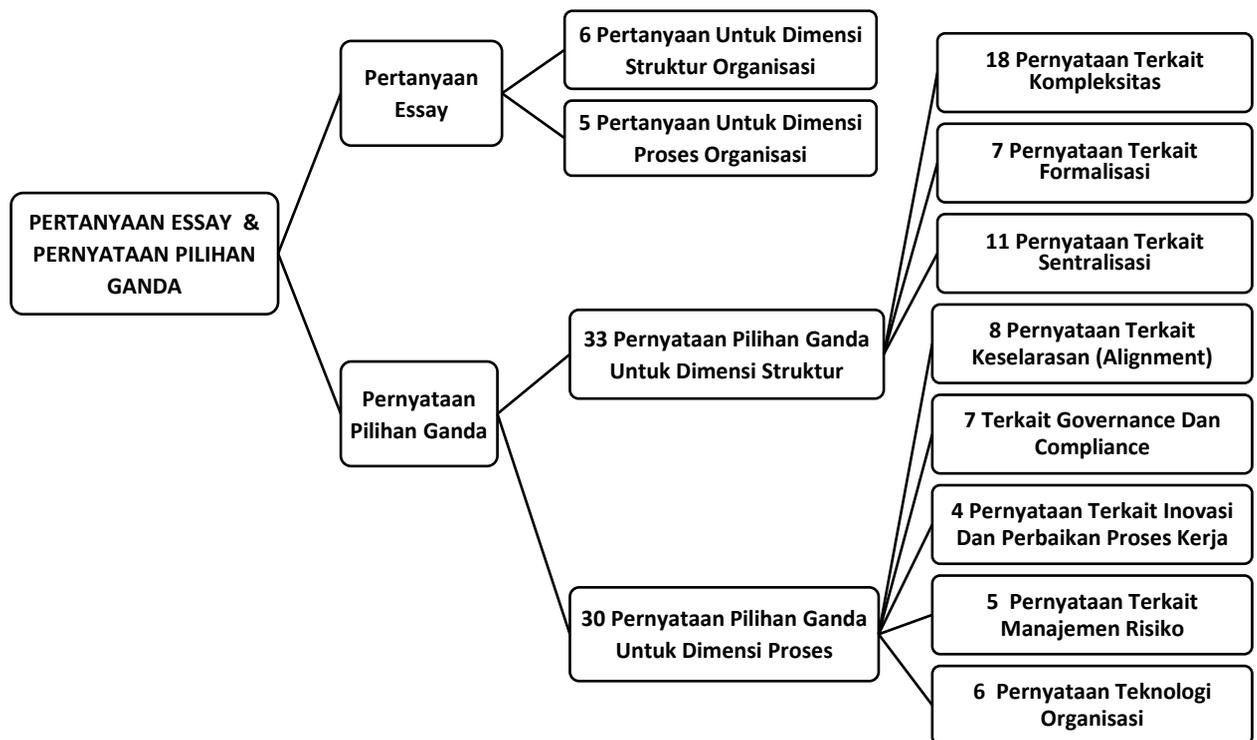 PERTANYAAN ESSAY &
PERNYATAAN PILIHAN
GANDA
Pertanyaan
Essay
6 Pertanyaan Untuk Dimensi
Struktur Organisasi
5 Pertanyaan Untuk Dimensi
Proses Organisasi
Pernyataan
Pilihan Ganda
33 Pernyataan Pilihan Ganda
Untuk Dimensi Struktur
18 Pernyataan Terkait
Kompleksitas
7 Pernyataan Terkait
Formalisasi
11 Pernyataan Terkait
Sentralisasi
30 Pernyataan Pilihan Ganda
Untuk Dimensi Proses
8 Pernyataan Terkait
Keselarasan (Alignment)
7 Terkait Governance Dan
Compliance
4 Pernyataan Terkait Inovasi
Dan Perbaikan Proses Kerja
5 Pernyataan Terkait
Manajemen Risiko
6 Pernyataan Teknologi
Organisasi